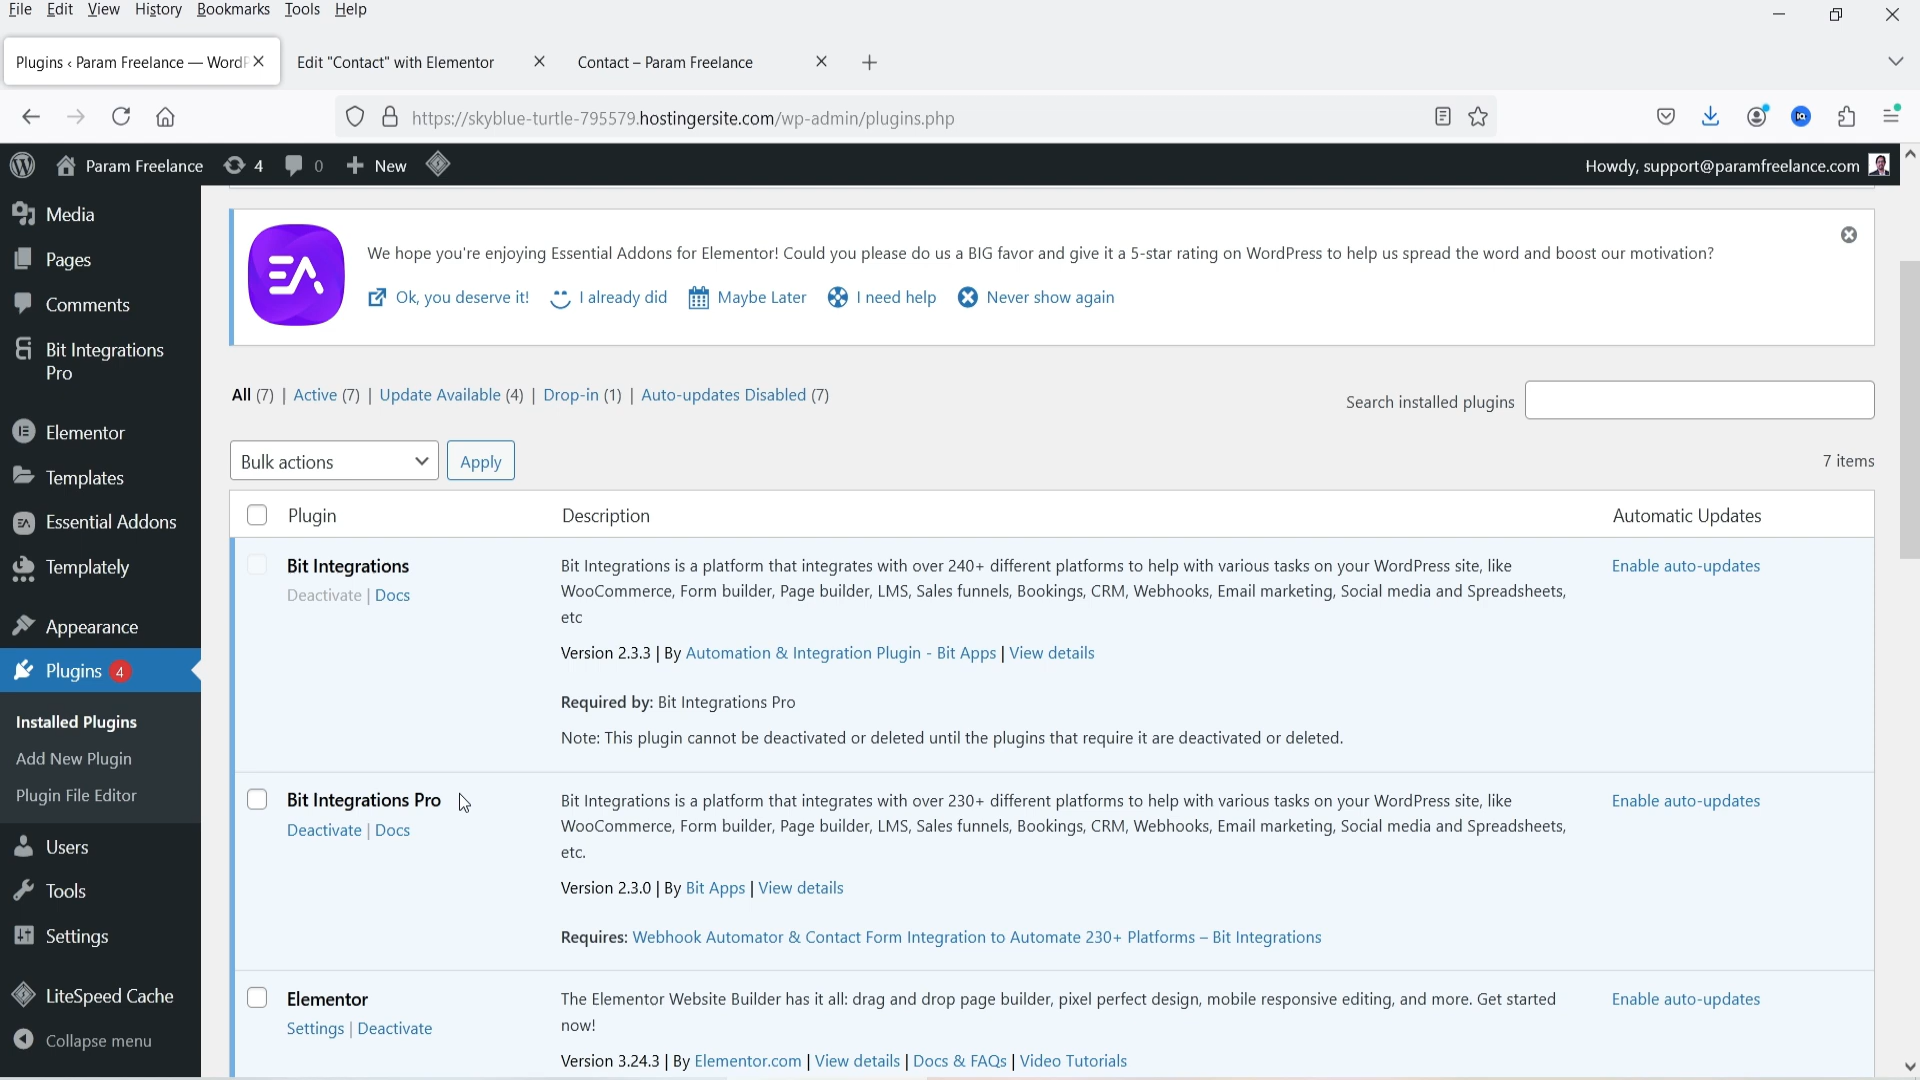 File Edit View History Bookmarks Tools Help
Plugins ‹ Param Freelance — WordP
Edit "Contact" with Elementor
Contact – Param Freelance
https://skyblue-turtle-795579.hostingersite.com/wp-admin/plugins.php
Param Freelance 4 0 New
Howdy, support@paramfreelance.com
Media
Pages
Comments
Bit Integrations
Pro
Elementor
Templates
Essential Addons
Templately
Appearance
Plugins 4
Installed Plugins
Add New Plugin
Plugin File Editor
Users
Tools
Settings
LiteSpeed Cache
Collapse menu
EA
We hope you're enjoying Essential Addons for Elementor! Could you please do us a BIG favor and give it a 5-star rating on WordPress to help us spread the word and boost our motivation?
Ok, you deserve it! I already did Maybe Later I need help Never show again
All (7) | Active (7) | Update Available (4) | Drop-in (1) | Auto-updates Disabled (7)
Search installed plugins
Bulk actions Apply
7 items
Plugin Description Automatic Updates
Bit Integrations
Deactivate | Docs
Bit Integrations is a platform that integrates with over 240+ different platforms to help with various tasks on your WordPress site, like
WooCommerce, Form builder, Page builder, LMS, Sales funnels, Bookings, CRM, Webhooks, Email marketing, Social media and Spreadsheets,
etc
Version 2.3.3 | By Automation & Integration Plugin - Bit Apps | View details
Required by: Bit Integrations Pro
Note: This plugin cannot be deactivated or deleted until the plugins that require it are deactivated or deleted.
Enable auto-updates
Bit Integrations Pro
Deactivate | Docs
Bit Integrations is a platform that integrates with over 230+ different platforms to help with various tasks on your WordPress site, like
WooCommerce, Form builder, Page builder, LMS, Sales funnels, Bookings, CRM, Webhooks, Email marketing, Social media and Spreadsheets,
etc.
Version 2.3.0 | By Bit Apps | View details
Requires: Webhook Automator & Contact Form Integration to Automate 230+ Platforms – Bit Integrations
Enable auto-updates
Elementor
Settings | Deactivate
The Elementor Website Builder has it all: drag and drop page builder, pixel perfect design, mobile responsive editing, and more. Get started
now!
Version 3.24.3 | By Elementor.com | View details | Docs & FAQs | Video Tutorials
Enable auto-updates